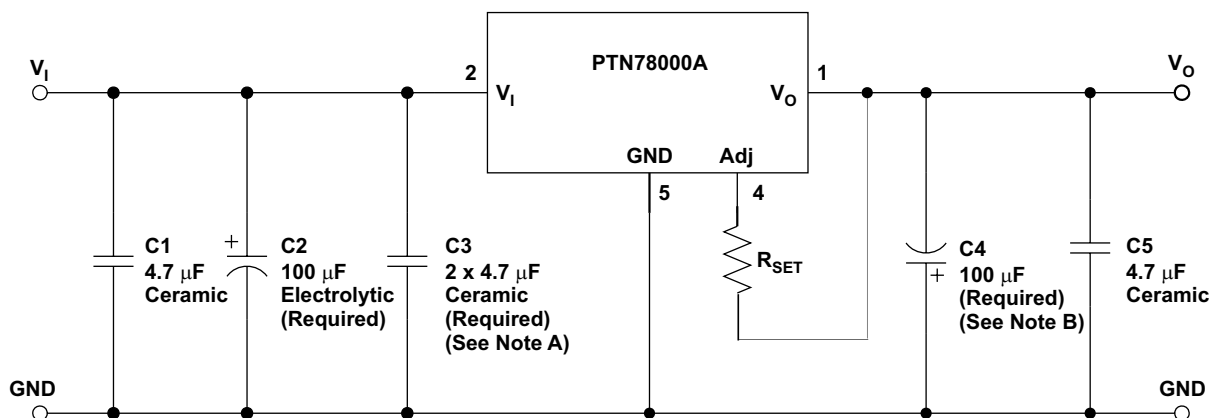 PTN78000A
V_I
2
1
V_O
V_I
V_O
GND
Adj
5
4
C1
4.7 μF
Ceramic
+
C2
100 μF
Electrolytic
(Required)
C3
2 x 4.7 μF
Ceramic
(Required)
(See Note A)
R_SET
+
C4
100 μF
(Required)
(See Note B)
C5
4.7 μF
Ceramic
GND
GND